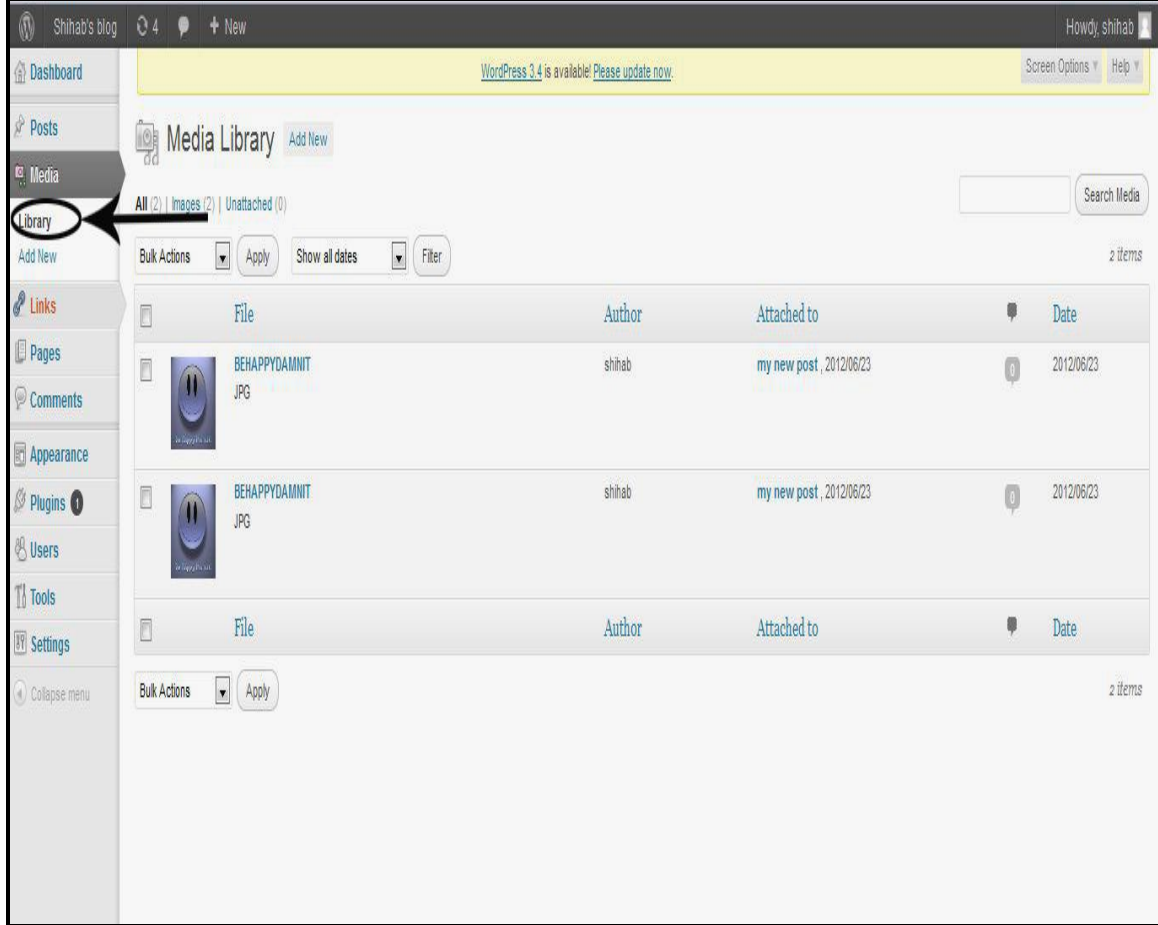 Shihab's blog 4 + New Howdy, shihab
WordPress 3.4 is available! Please update now.
Screen Options Help
Dashboard
Posts
Media
Library
Add New
Links
Pages
Comments
Appearance
Plugins 1
Users
Tools
Settings
Collapse menu
Media Library Add New
All (2) | Images (2) | Unattached (0)
Search Media
Bulk Actions Apply Show all dates Filter 2 items
File Author Attached to Date
BEHAPPYDAMNIT shihab my new post , 2012/06/23 0 2012/06/23
JPG
BEHAPPYDAMNIT shihab my new post , 2012/06/23 0 2012/06/23
JPG
File Author Attached to Date
Bulk Actions Apply 2 items